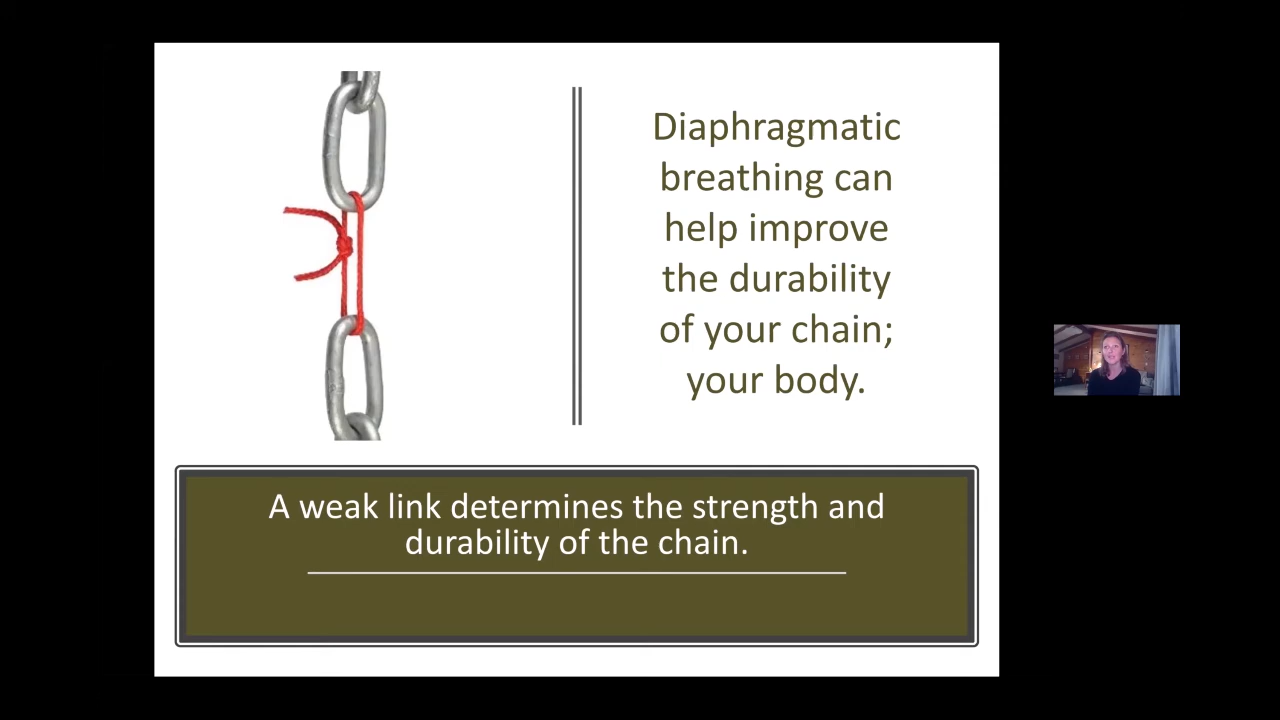 Diaphragmatic
breathing can
help improve
the durability
of your chain;
your body.
A weak link determines the strength and
durability of the chain.